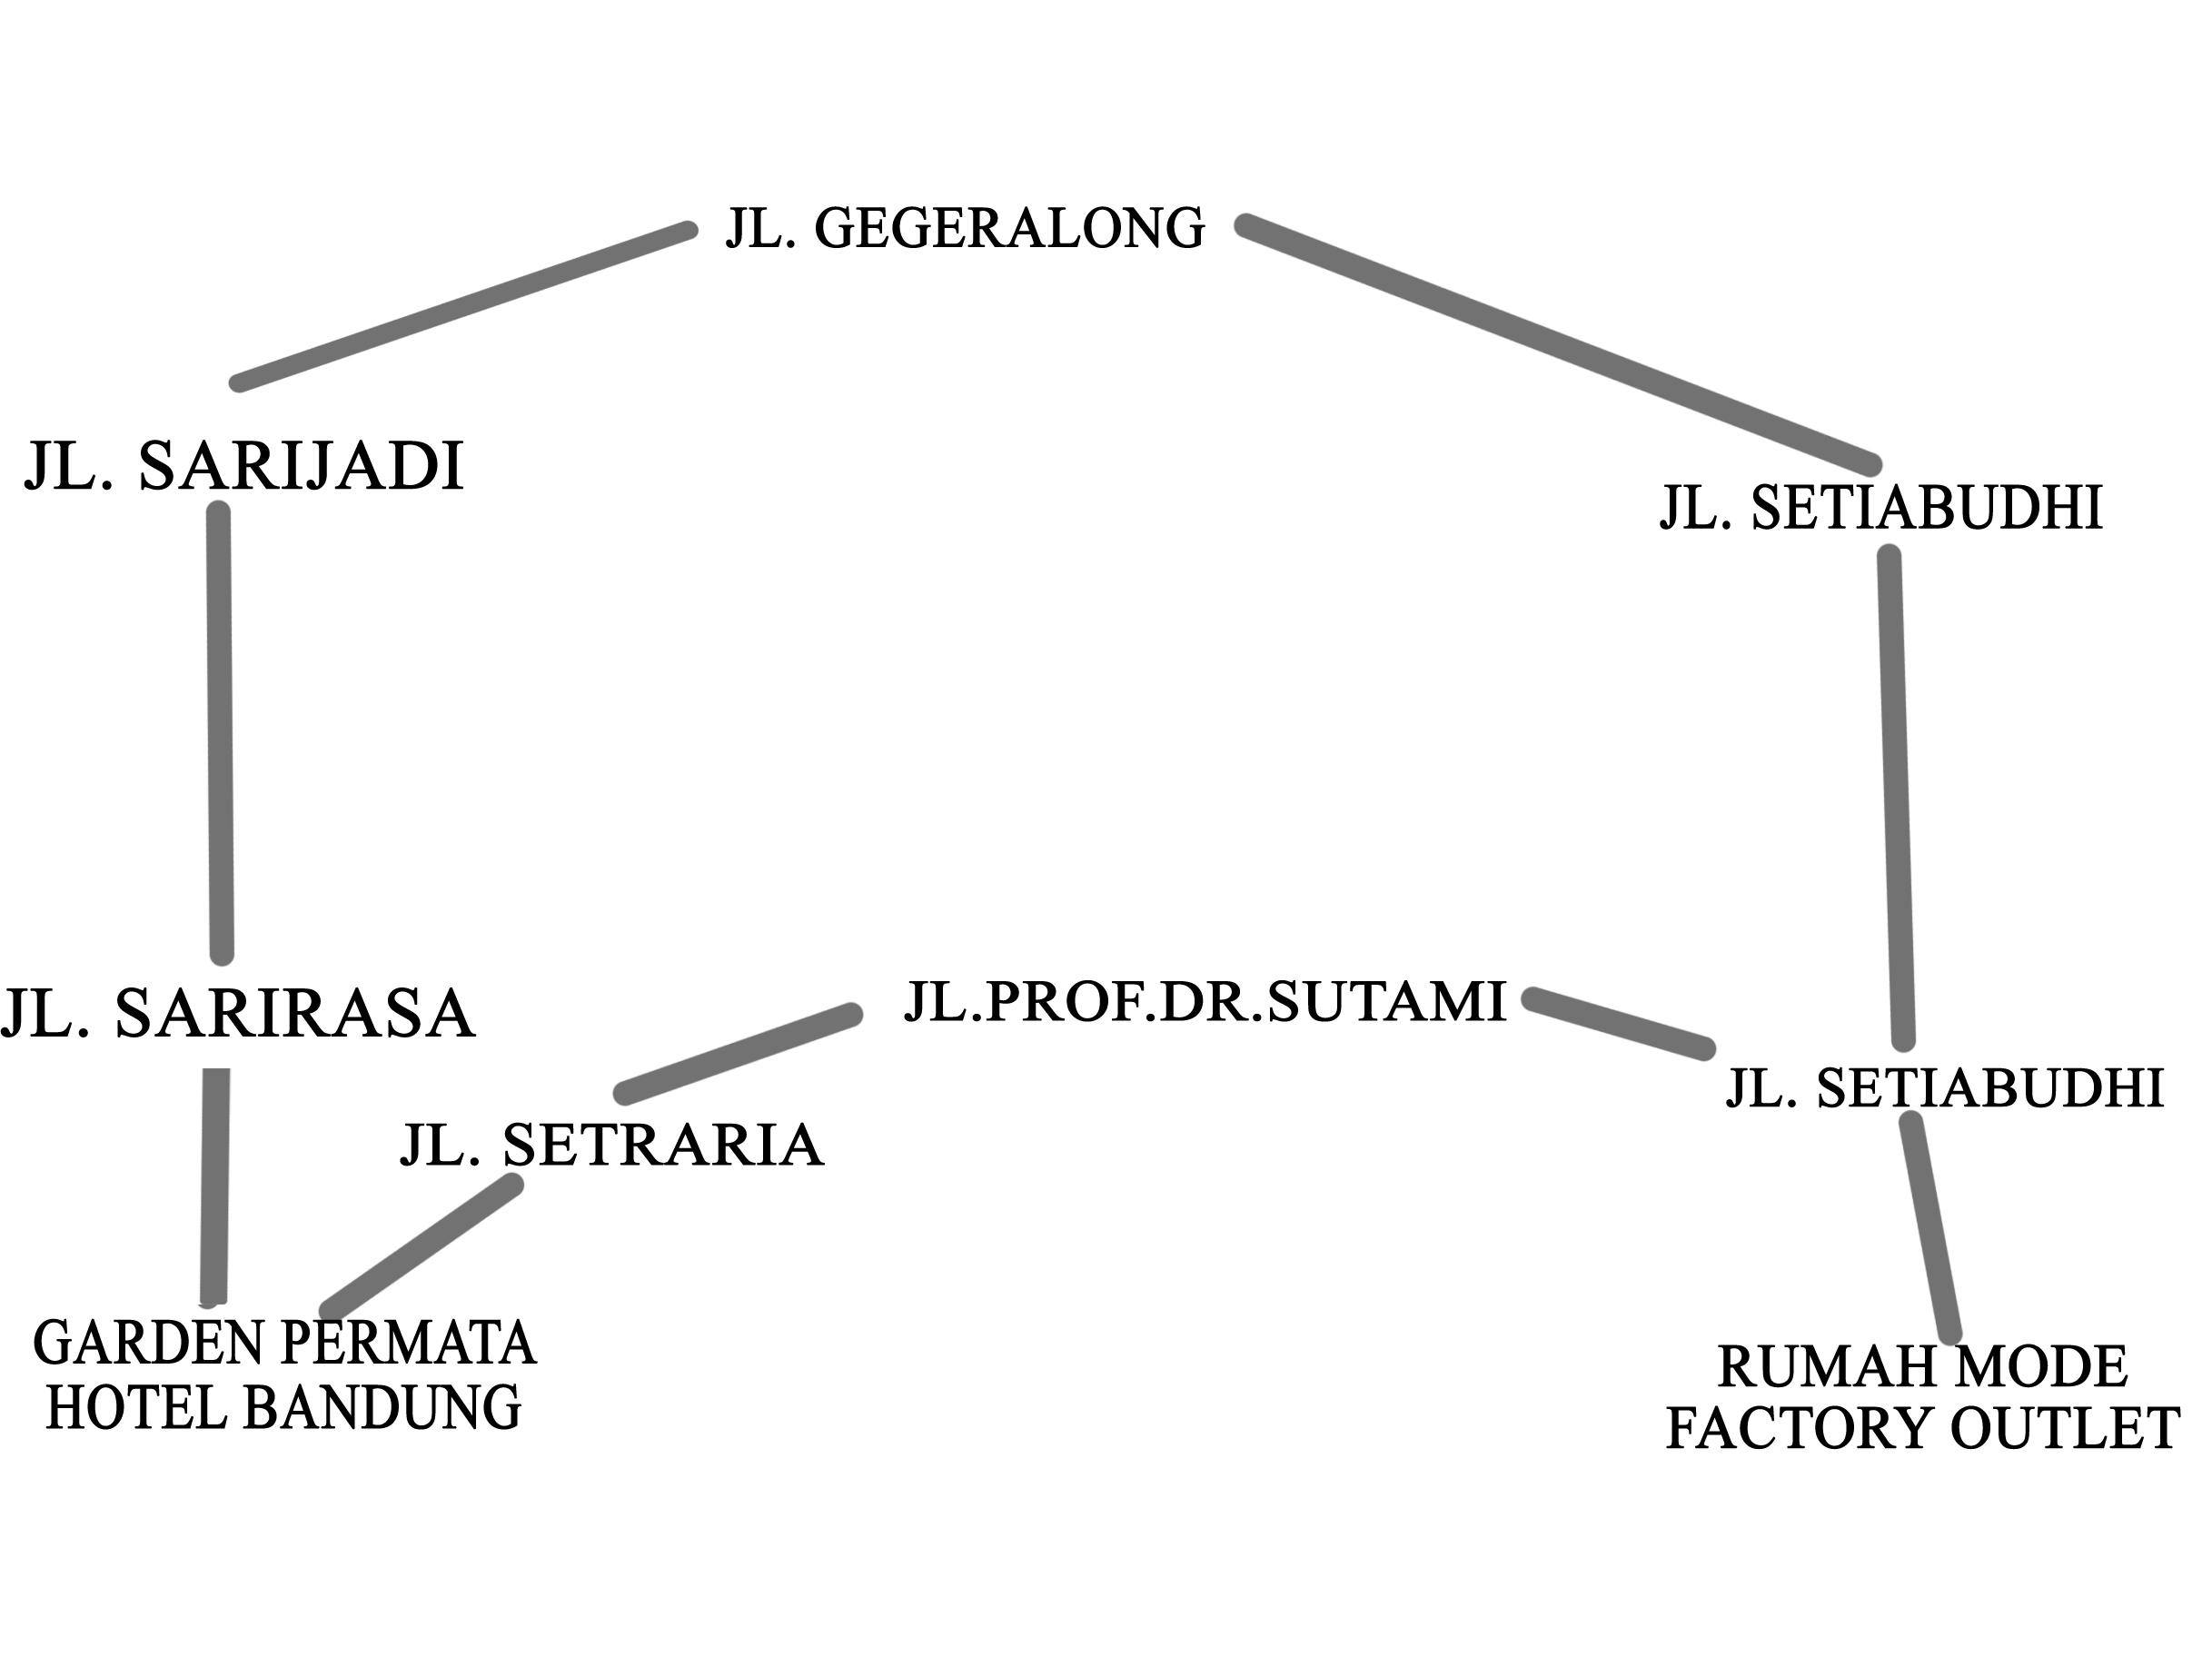 JL. GEGERALONG
JL. SARIJADI
JL. SETIABUDHI
JL. SARIRASA
JL.PROF.DR.SUTAMI
JL. SETIABUDHI
JL. SETRARIA
GARDEN PERMATA
HOTEL BANDUNG
RUMAH MODE
FACTORY OUTLET